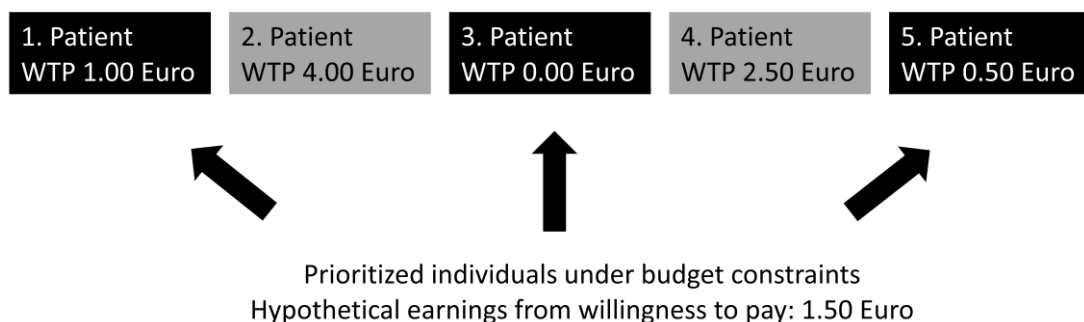 1. Patient
WTP 1.00 Euro
2. Patient
WTP 4.00 Euro
3. Patient
WTP 0.00 Euro
4. Patient
WTP 2.50 Euro
5. Patient
WTP 0.50 Euro
Prioritized individuals under budget constraints
Hypothetical earnings from willingness to pay: 1.50 Euro